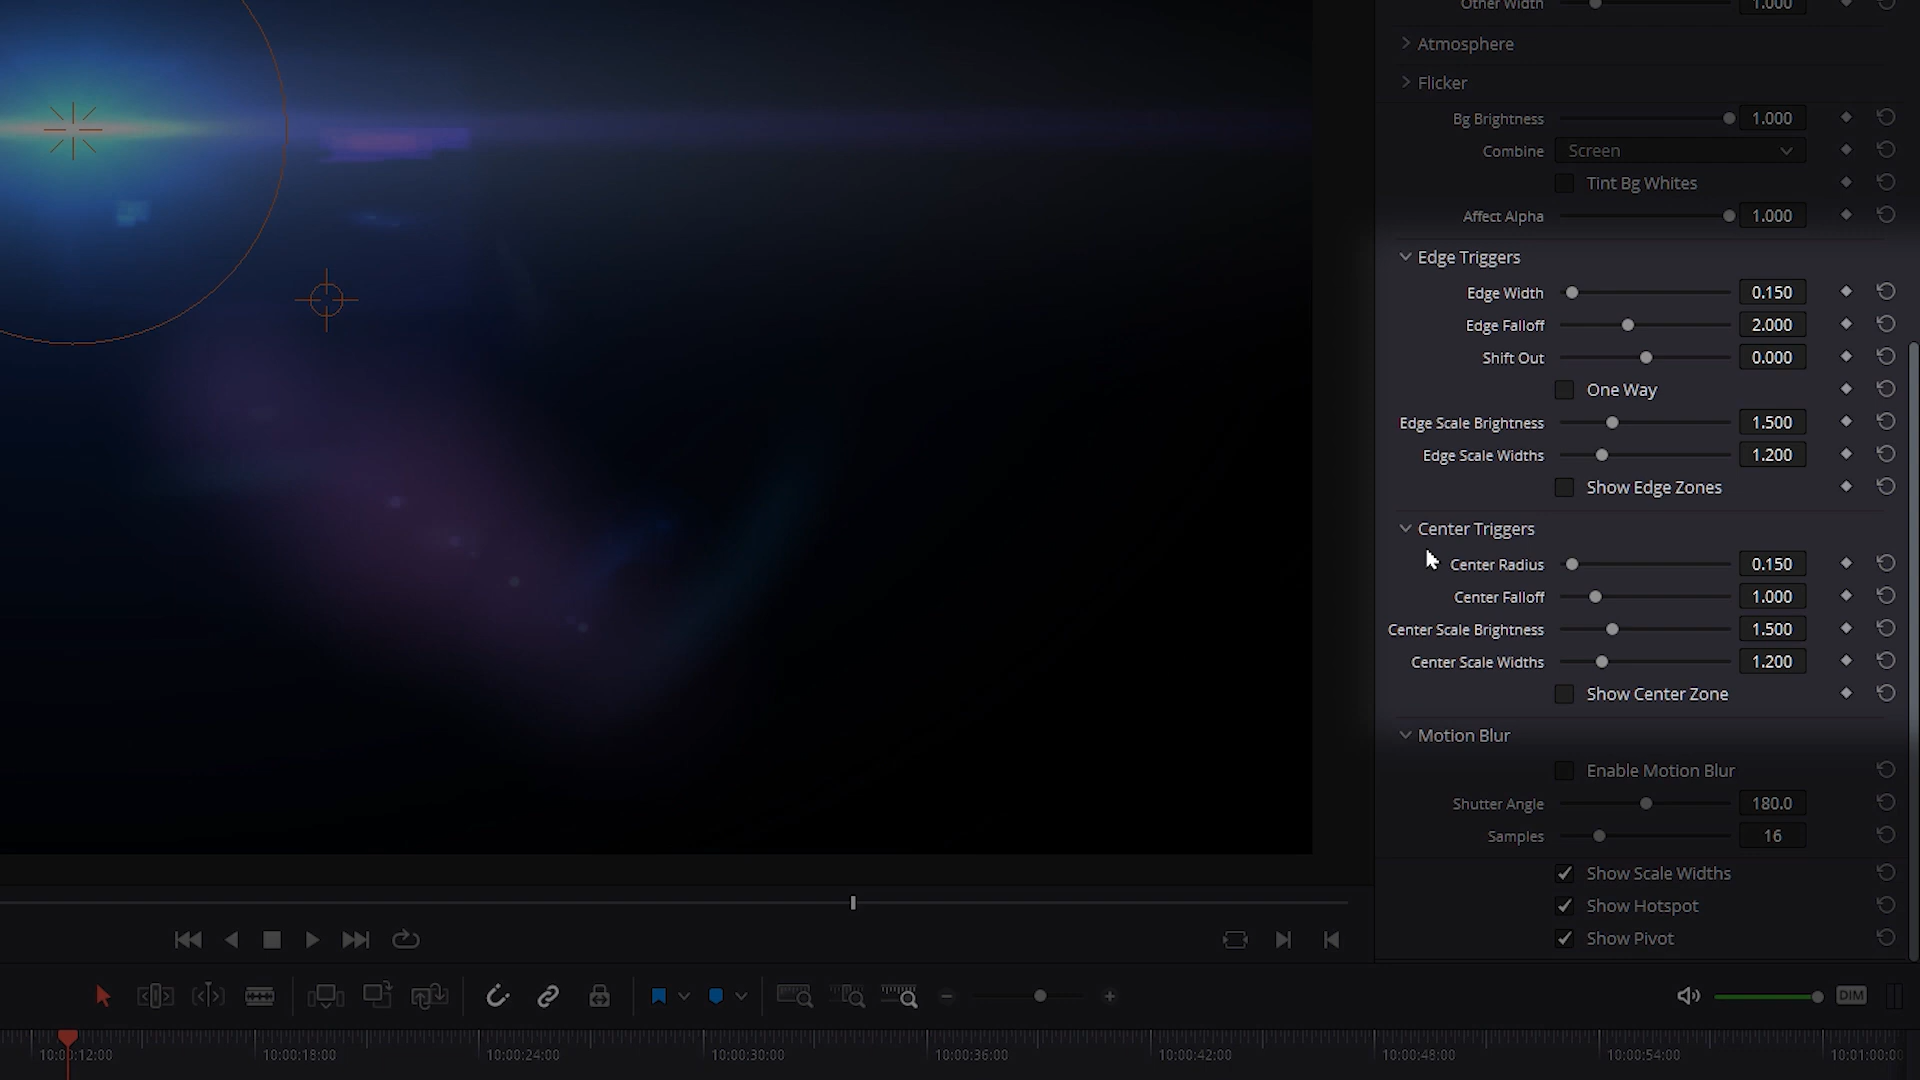 Other Width 1.000
Atmosphere
Flicker
Bg Brightness 1.000
Combine Screen
Tint Bg Whites
Affect Alpha 1.000
Edge Triggers
Edge Width 0.150
Edge Falloff 2.000
Shift Out 0.000
One Way
Edge Scale Brightness 1.500
Edge Scale Widths 1.200
Show Edge Zones
Center Triggers
Center Radius 0.150
Center Falloff 1.000
Center Scale Brightness 1.500
Center Scale Widths 1.200
Show Center Zone
Motion Blur
Enable Motion Blur
Shutter Angle 180.0
Samples 16
Show Scale Widths
Show Hotspot
Show Pivot
DIM
10:00:12:00 10:00:18:00 10:00:24:00 10:00:30:00 10:00:36:00 10:00:42:00 10:00:48:00 10:00:54:00 10:01:00:00